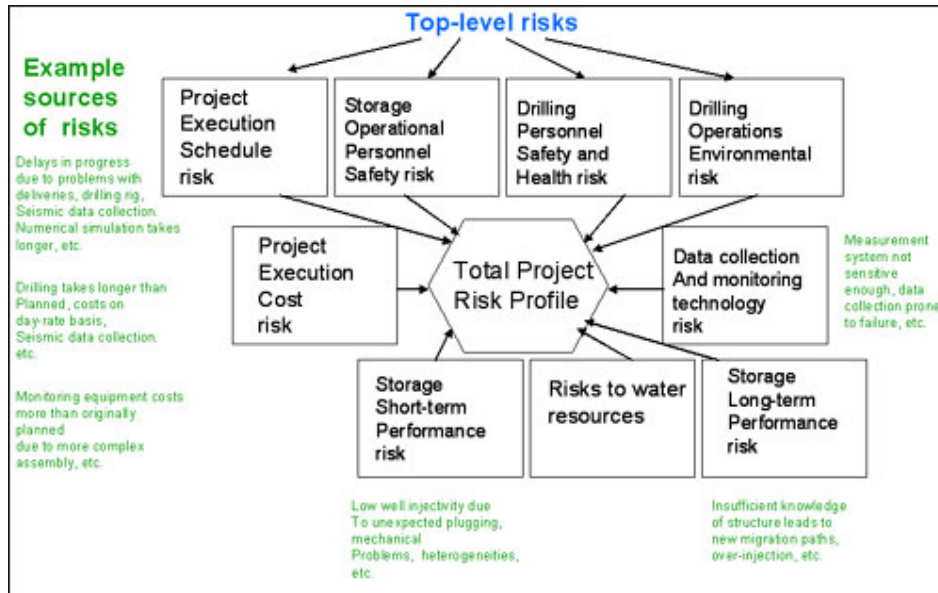 Top-level risks
Example
sources
of risks
Delays in progress
due to problems with
deliveries, drilling rig,
Seismic data collection.
Numerical simulation takes
longer, etc.
Drilling takes longer than
Planned, costs on
day-rate basis,
Seismic data collection.
etc.
Monitoring equipment costs
more than originally
planned
due to more complex
assembly, etc.
Project
Execution
Schedule
risk
Storage
Operational
Personnel
Safety risk
Drilling
Personnel
Safety and
Health risk
Drilling
Operations
Environmental
risk
Project
Execution
Cost
risk
Total Project
Risk Profile
Data collection
And monitoring
technology
risk
Measurement
system not
sensitive
enough, data
collection prone
to failure, etc.
Storage
Short-term
Performance
risk
Risks to water
resources
Storage
Long-term
Performance
risk
Low well injectivity due
To unexpected plugging,
mechanical
Problems, heterogeneities,
etc.
Insufficient knowledge
of structure leads to
new migration paths,
over-injection, etc.